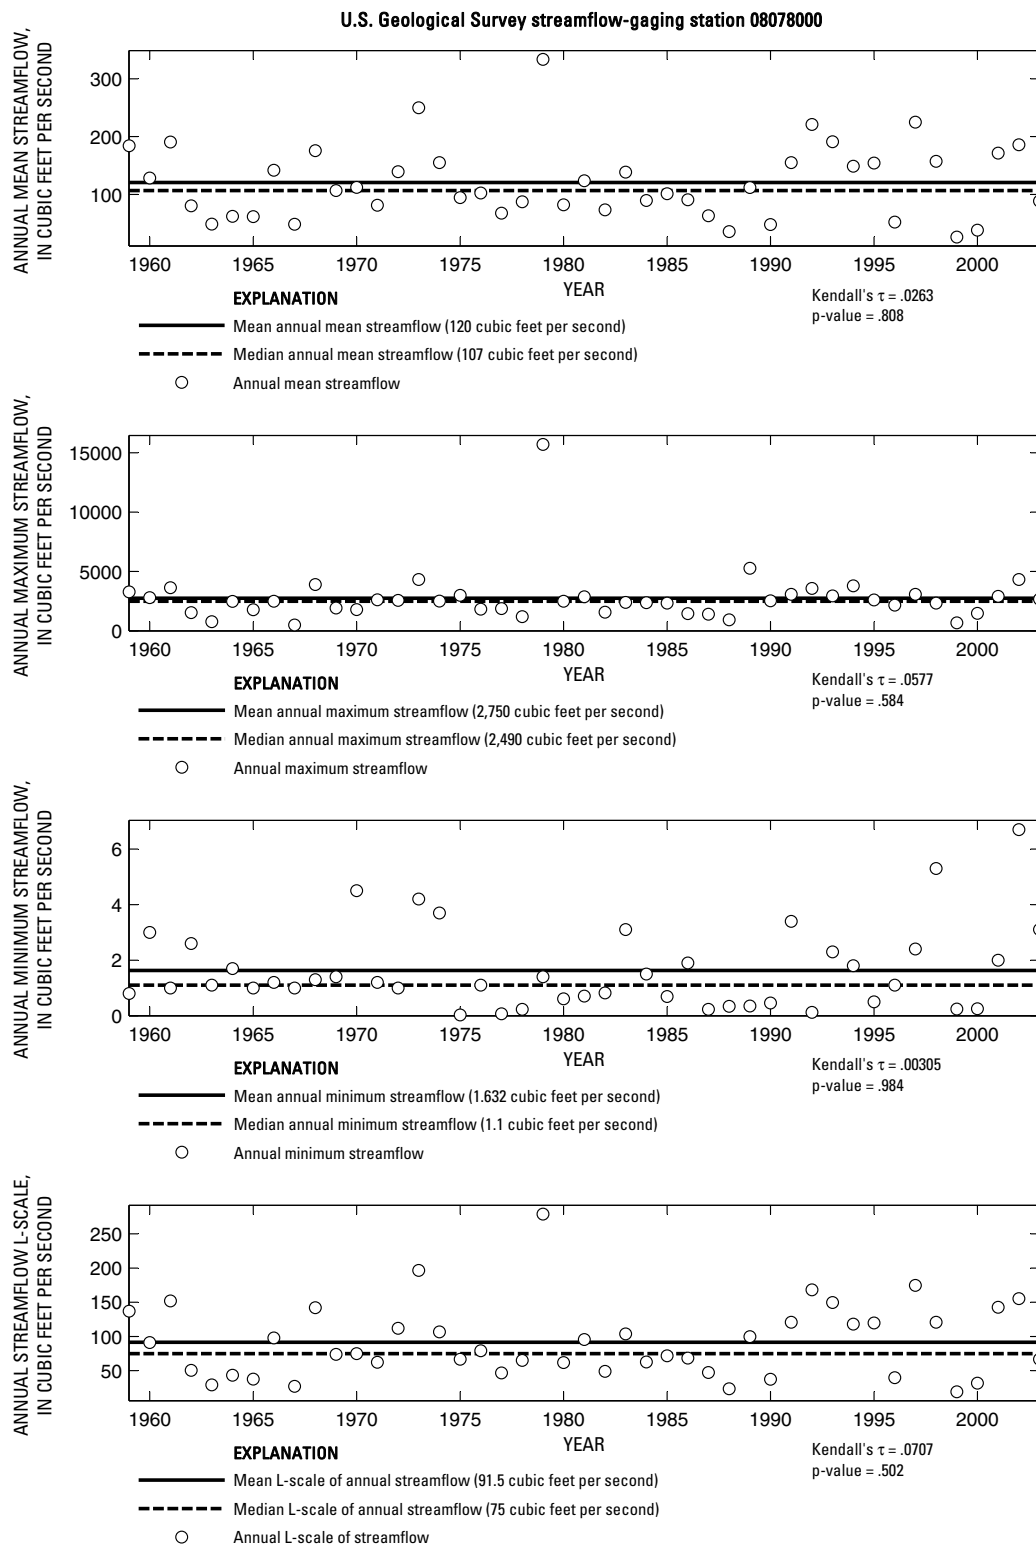 U.S. Geological Survey streamflow-gaging station 08078000
ANNUAL MEAN STREAMFLOW,
IN CUBIC FEET PER SECOND
300
200
100
1960 1965 1970 1975 1980 1985 1990 1995 2000
YEAR
Kendall's τ = .0263
p-value = .808
EXPLANATION
Mean annual mean streamflow (120 cubic feet per second)
Median annual mean streamflow (107 cubic feet per second)
Annual mean streamflow
ANNUAL MAXIMUM STREAMFLOW,
IN CUBIC FEET PER SECOND
15000
10000
5000
0
1960 1965 1970 1975 1980 1985 1990 1995 2000
YEAR
Kendall's τ = .0577
p-value = .584
EXPLANATION
Mean annual maximum streamflow (2,750 cubic feet per second)
Median annual maximum streamflow (2,490 cubic feet per second)
Annual maximum streamflow
ANNUAL MINIMUM STREAMFLOW,
IN CUBIC FEET PER SECOND
6
4
2
0
1960 1965 1970 1975 1980 1985 1990 1995 2000
YEAR
Kendall's τ = .00305
p-value = .984
EXPLANATION
Mean annual minimum streamflow (1.632 cubic feet per second)
Median annual minimum streamflow (1.1 cubic feet per second)
Annual minimum streamflow
ANNUAL STREAMFLOW L-SCALE,
IN CUBIC FEET PER SECOND
250
200
150
100
50
1960 1965 1970 1975 1980 1985 1990 1995 2000
YEAR
Kendall's τ = .0707
p-value = .502
EXPLANATION
Mean L-scale of annual streamflow (91.5 cubic feet per second)
Median L-scale of annual streamflow (75 cubic feet per second)
Annual L-scale of streamflow